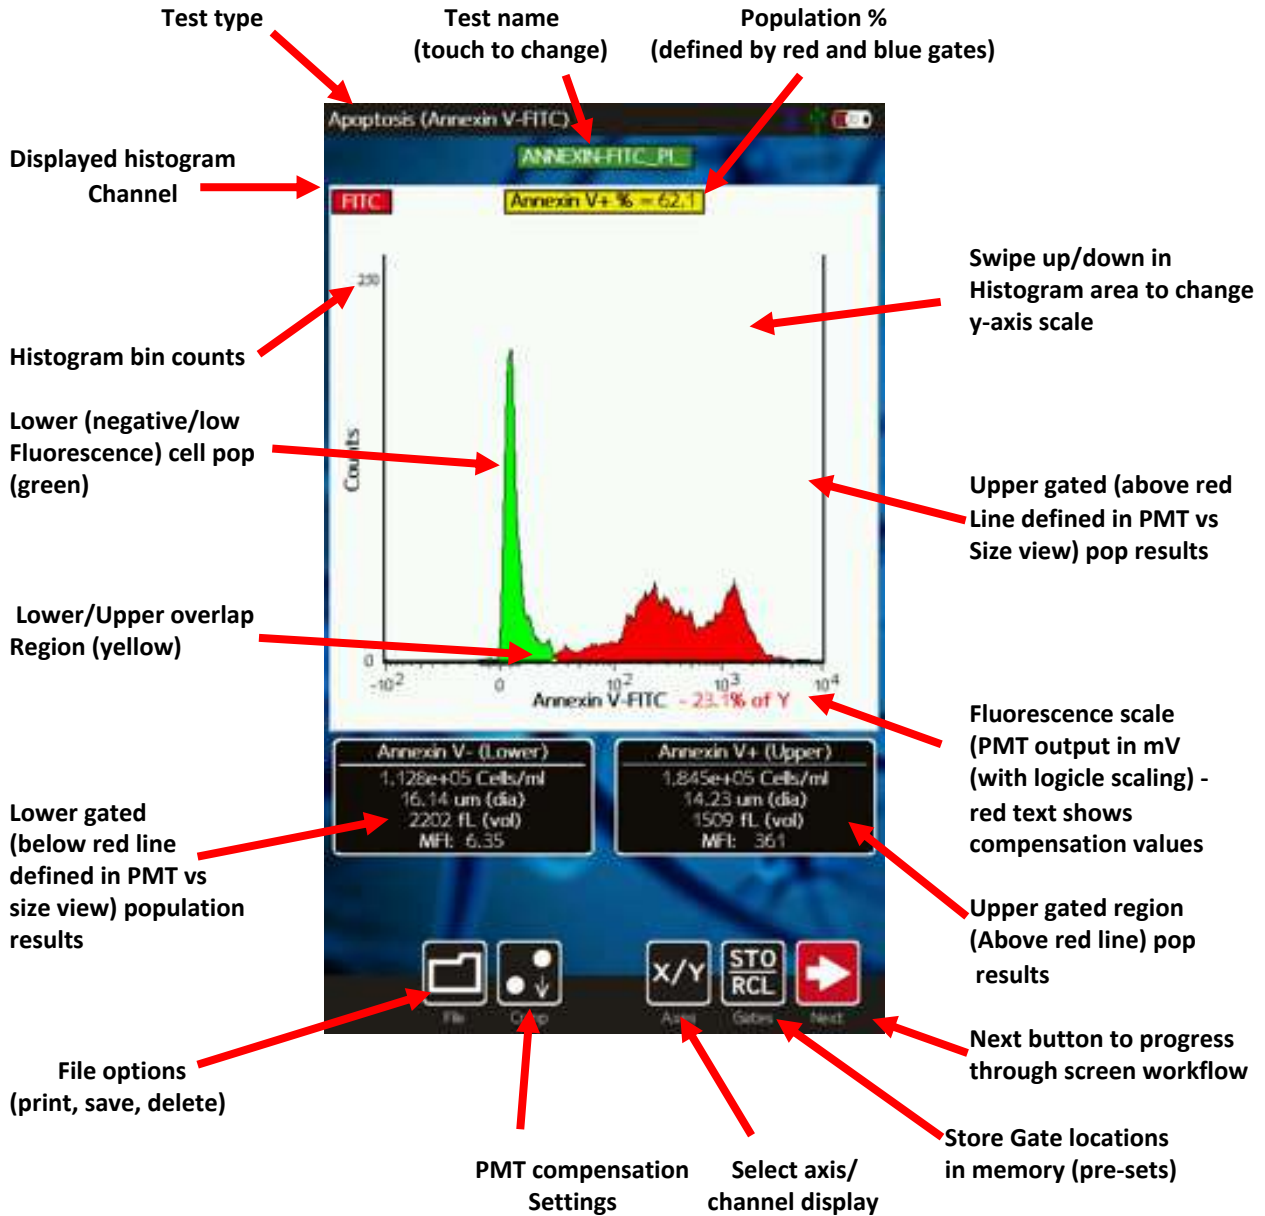 Test type
Test name
(touch to change)
Population %
(defined by red and blue gates)
Apoptosis (Annexin V-FITC)
ANNEXIN-FITC_PI_
Displayed histogram
Channel
FITC
Annexin V+ % = 62.1
Swipe up/down in
Histogram area to change
y-axis scale
250
Histogram bin counts
Lower (negative/low
Fluorescence) cell pop
(green)
Counts
Upper gated (above red
Line defined in PMT vs
Size view) pop results
Lower/Upper overlap
Region (yellow)
0
-10²
0
10²
10³
10⁴
Annexin V-FITC - 23.1% of Y
Fluorescence scale
(PMT output in mV
(with logicle scaling) -
red text shows
compensation values
Annexin V- (Lower)
1.128e+05 Cells/ml
16.14 um (dia)
2202 fL (vol)
MFI: 6.35
Annexin V+ (Upper)
1.845e+05 Cells/ml
14.23 um (dia)
1509 fL (vol)
MFI: 361
Lower gated
(below red line
defined in PMT vs
size view) population
results
Upper gated region
(Above red line) pop
results
X/Y
STO
RCL
File
Comp
Axes
Gates
Next
Next button to progress
through screen workflow
File options
(print, save, delete)
Store Gate locations
in memory (pre-sets)
PMT compensation
Settings
Select axis/
channel display